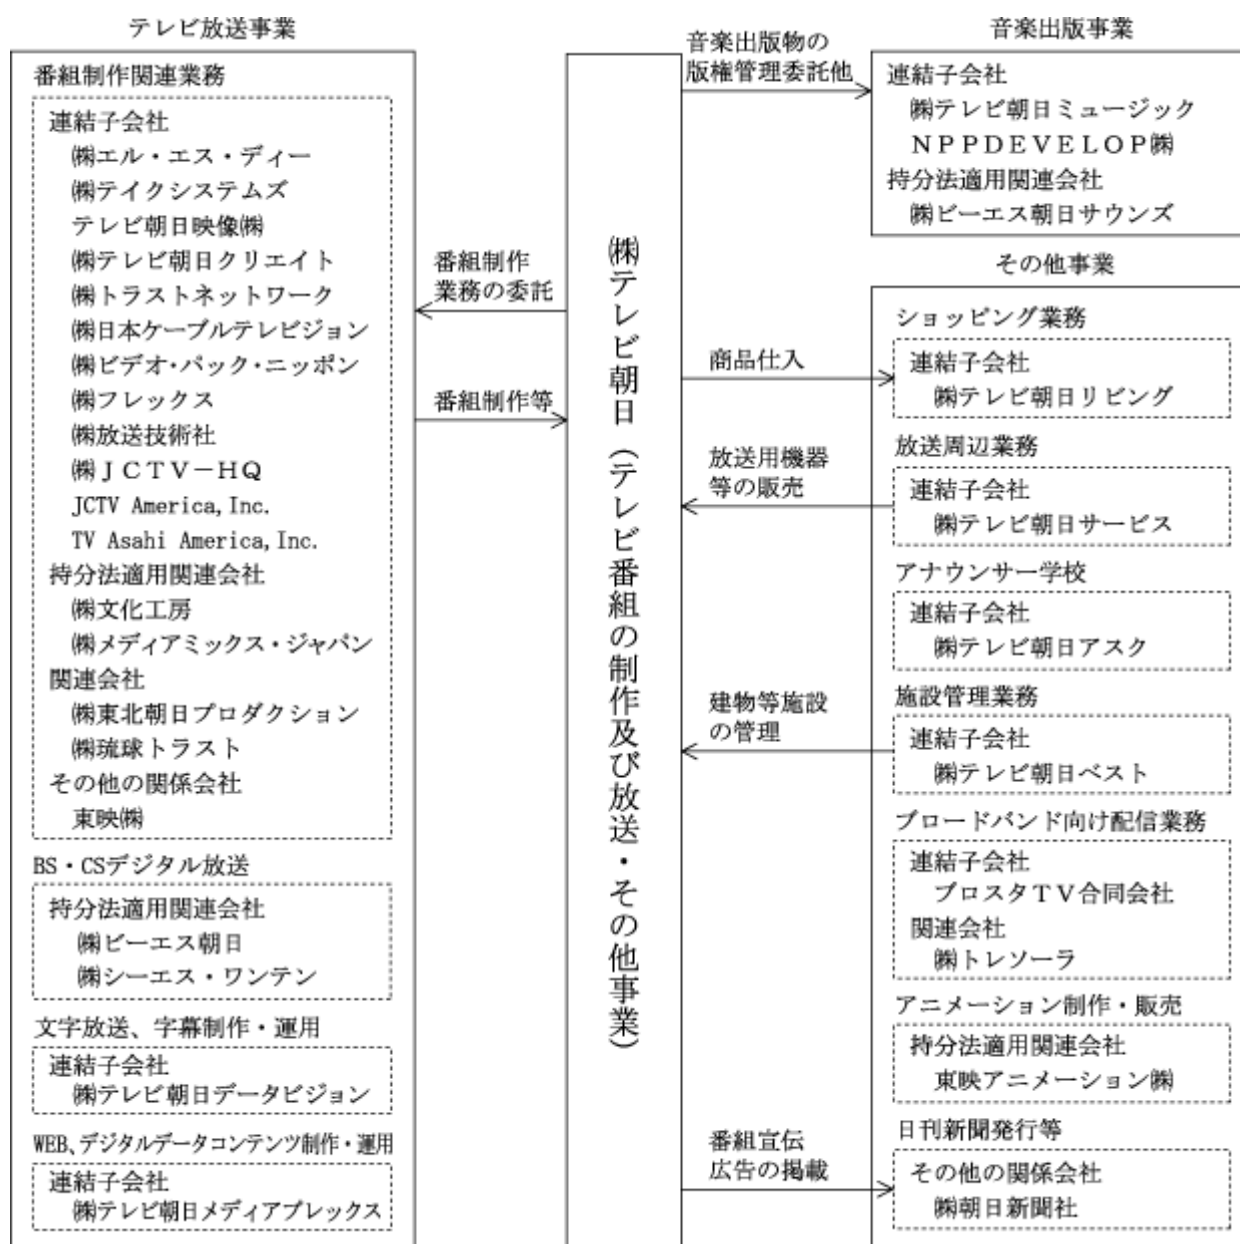 テレビ放送事業
番組制作関連業務
連結子会社
㈱エル・エス・ディー
㈱テイクシステムズ
テレビ朝日映像㈱
㈱テレビ朝日クリエイト
㈱トラストネットワーク
㈱日本ケーブルテレビジョン
㈱ビデオ・パック・ニッポン
㈱フレックス
㈱放送技術社
㈱ＪＣＴＶ－ＨＱ
JCTV America,Inc.
TV Asahi America,Inc.
持分法適用関連会社
㈱文化工房
㈱メディアミックス・ジャパン
関連会社
㈱東北朝日プロダクション
㈱琉球トラスト
その他の関係会社
東映㈱
BS・CSデジタル放送
持分法適用関連会社
㈱ビーエス朝日
㈱シーエス・ワンテン
文字放送、字幕制作・運用
連結子会社
㈱テレビ朝日データビジョン
WEB、デジタルデータコンテンツ制作・運用
連結子会社
㈱テレビ朝日メディアプレックス
番組制作
業務の委託
番組制作等
㈱テレビ朝日（テレビ番組の制作及び放送・その他事業）
音楽出版物の
版権管理委託他
商品仕入
放送用機器
等の販売
建物等施設
の管理
番組宣伝
広告の掲載
音楽出版事業
連結子会社
㈱テレビ朝日ミュージック
ＮＰＰＤＥＶＥＬＯＰ㈱
持分法適用関連会社
㈱ビーエス朝日サウンズ
その他事業
ショッピング業務
連結子会社
㈱テレビ朝日リビング
放送周辺業務
連結子会社
㈱テレビ朝日サービス
アナウンサー学校
連結子会社
㈱テレビ朝日アスク
施設管理業務
連結子会社
㈱テレビ朝日ベスト
ブロードバンド向け配信業務
連結子会社
ブロスタＴＶ合同会社
関連会社
㈱トレソーラ
アニメーション制作・販売
持分法適用関連会社
東映アニメーション㈱
日刊新聞発行等
その他の関係会社
㈱朝日新聞社